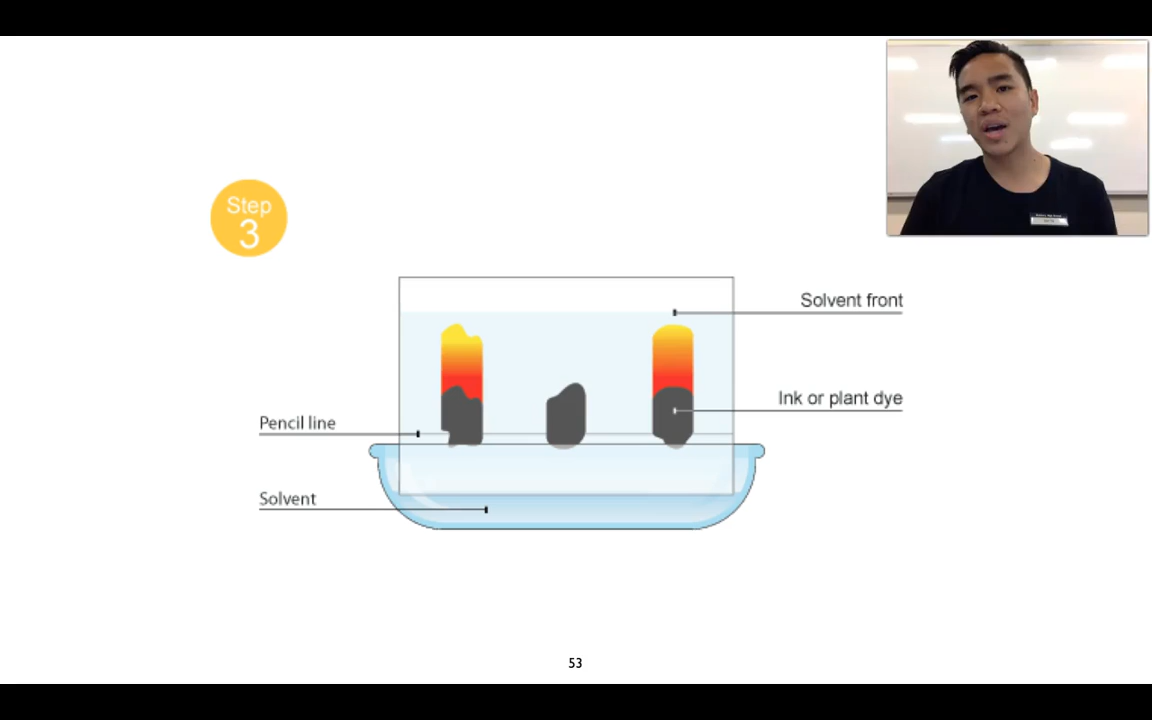 Step
3
Solvent front
Ink or plant dye
Pencil line
Solvent
53